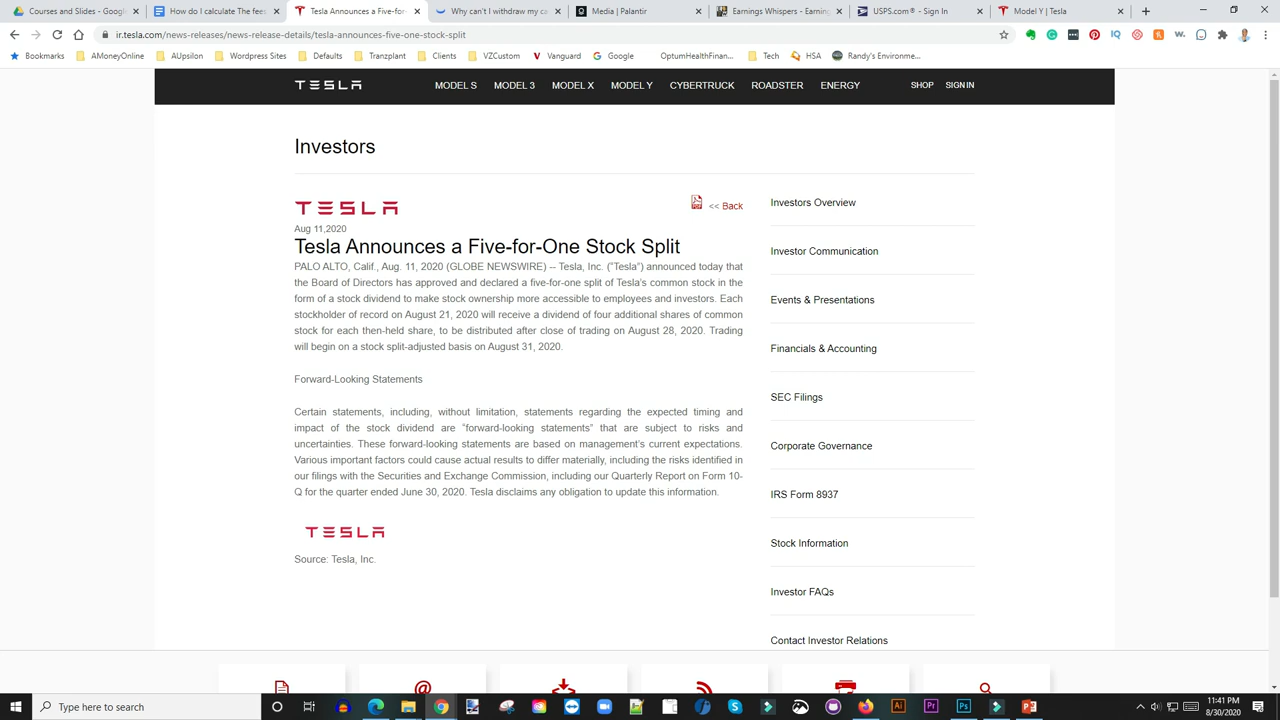 Courses and Slides - Google
How do I calculate The fee
Tesla Announces a Five-for-
Why can't I withdraw my ca
Media | Palantir
Earnings Whispers - Earning
USPS.com® - Sign In
Model Y | Tesla
ir.tesla.com/news-releases/news-release-details/tesla-announces-five-one-stock-split
Bookmarks
AMoneyOnline
AUpsilon
Wordpress Sites
Defaults
Tranzplant
Clients
VZCustom
Vanguard
Google
OptumHealthFinan...
Tech
HSA
Randy's Environme...
TESLA
MODEL S
MODEL 3
MODEL X
MODEL Y
CYBERTRUCK
ROADSTER
ENERGY
SHOP
SIGN IN
Investors
TESLA
<< Back
Aug 11,2020
Tesla Announces a Five-for-One Stock Split
PALO ALTO, Calif., Aug. 11, 2020 (GLOBE NEWSWIRE) -- Tesla, Inc. ("Tesla") announced today that
the Board of Directors has approved and declared a five-for-one split of Tesla's common stock in the
form of a stock dividend to make stock ownership more accessible to employees and investors. Each
stockholder of record on August 21, 2020 will receive a dividend of four additional shares of common
stock for each then-held share, to be distributed after close of trading on August 28, 2020. Trading
will begin on a stock split-adjusted basis on August 31, 2020.
Forward-Looking Statements
Certain statements, including, without limitation, statements regarding the expected timing and
impact of the stock dividend are "forward-looking statements" that are subject to risks and
uncertainties. These forward-looking statements are based on management's current expectations.
Various important factors could cause actual results to differ materially, including the risks identified in
our filings with the Securities and Exchange Commission, including our Quarterly Report on Form 10-
Q for the quarter ended June 30, 2020. Tesla disclaims any obligation to update this information.
TESLA
Source: Tesla, Inc.
Investors Overview
Investor Communication
Events & Presentations
Financials & Accounting
SEC Filings
Corporate Governance
IRS Form 8937
Stock Information
Investor FAQs
Contact Investor Relations
Type here to search
11:41 PM
8/30/2020